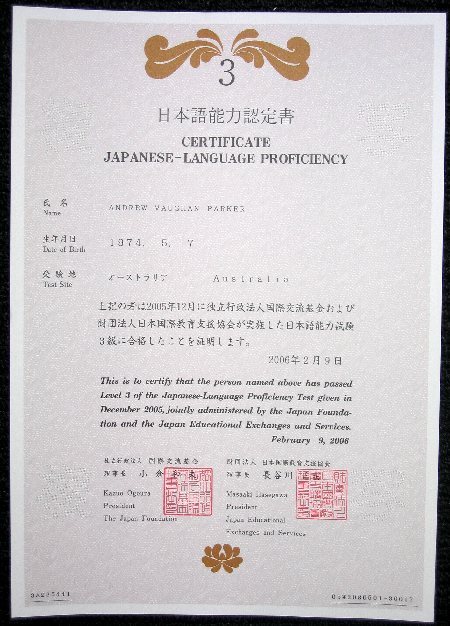 3
日本語能力認定書
CERTIFICATE
JAPANESE-LANGUAGE PROFICIENCY
氏名
Name
ANDREW VAUGHAN PARKER
生年月日
Date of Birth
1974. 5. 7
受験地
Test Site
オーストラリア Australia
上記の者は2005年12月に独立行政法人国際交流基金および
財団法人日本国際教育支援協会が実施した日本語能力試験
3級に合格したことを証明します。
2006年2月9日
This is to certify that the person named above has passed
Level 3 of the Japanese-Language Proficiency Test given in
December 2005, jointly administered by the Japan Founda-
tion and the Japan Educational Exchanges and Services.
February 9, 2006
独立行政法人 国際交流基金
理事長 小倉和夫
Kazuo Ogoura
President
The Japan Foundation
財団法人 日本国際教育支援協会
理事長 長谷川正明
Masaaki Hasegawa
President
Japan Educational
Exchanges and Services